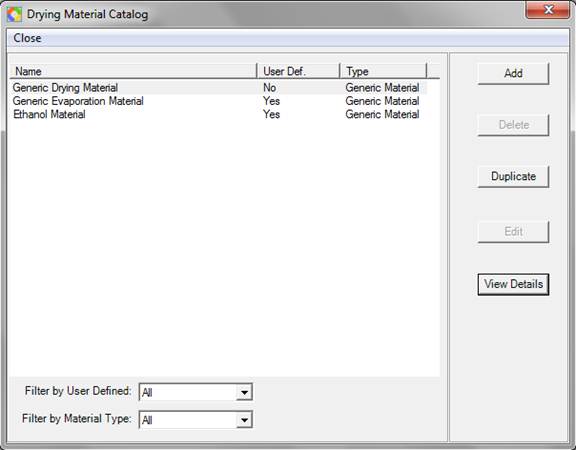 Drying Material Catalog
Close
Name User Def. Type
Generic Drying Material No Generic Material
Generic Evaporation Material Yes Generic Material
Ethanol Material Yes Generic Material
Add
Delete
Duplicate
Edit
View Details
Filter by User Defined: All
Filter by Material Type: All